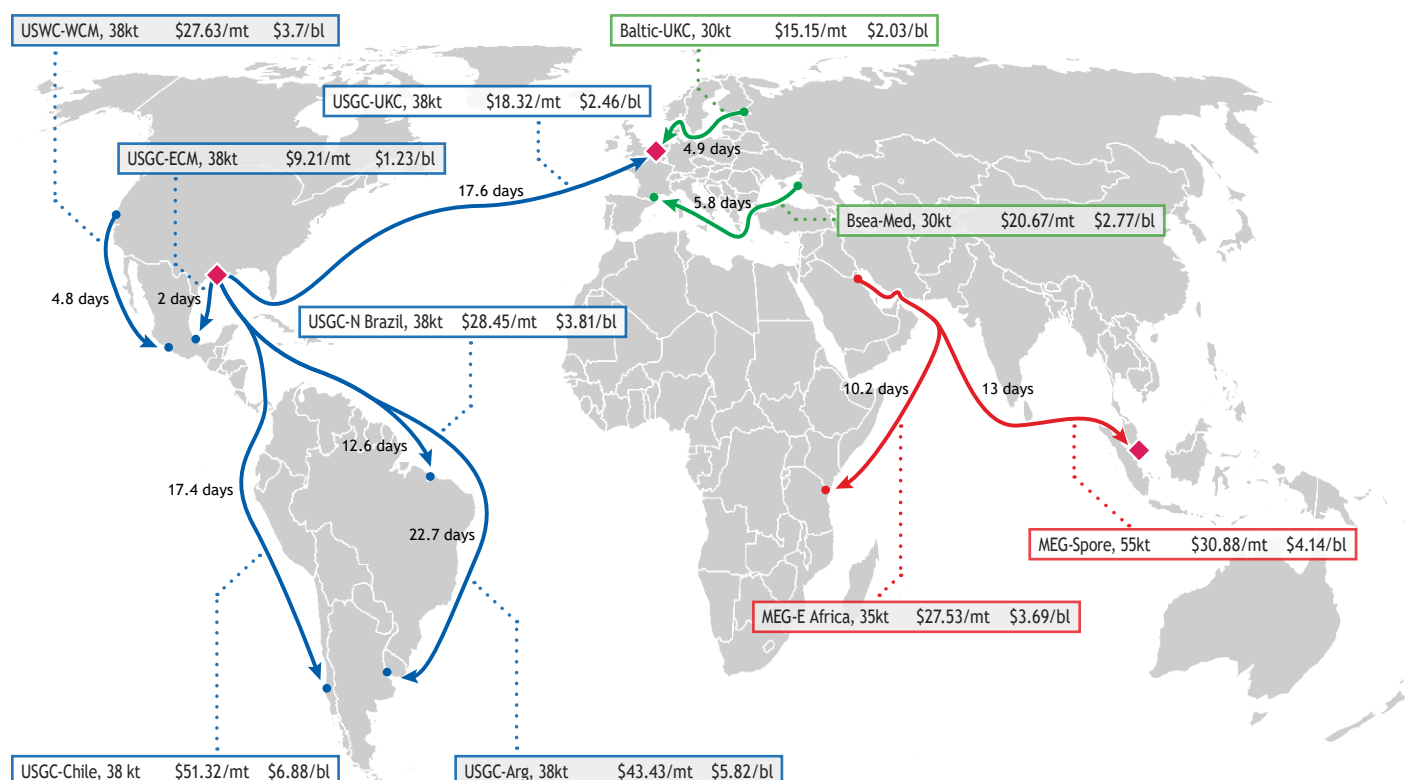 USWC-WCM, 38kt $27.63/mt $3.7/bl
Baltic-UKC, 30kt $15.15/mt $2.03/bl
USGC-UKC, 38kt $18.32/mt $2.46/bl
USGC-ECM, 38kt $9.21/mt $1.23/bl
4.9 days
17.6 days
5.8 days
Bsea-Med, 30kt $20.67/mt $2.77/bl
4.8 days
2 days
USGC-N Brazil, 38kt $28.45/mt $3.81/bl
10.2 days
13 days
12.6 days
17.4 days
22.7 days
MEG-Spore, 55kt $30.88/mt $4.14/bl
MEG-E Africa, 35kt $27.53/mt $3.69/bl
USGC-Chile, 38 kt $51.32/mt $6.88/bl
USGC-Arg, 38kt $43.43/mt $5.82/bl